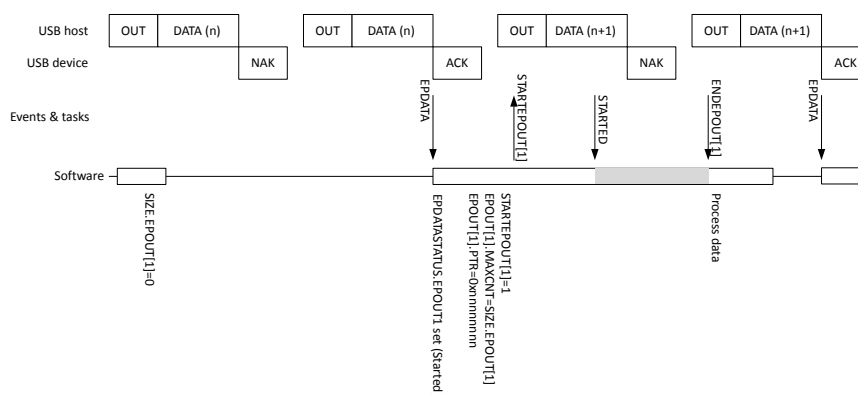 USB host OUT DATA (n) OUT DATA (n) OUT DATA (n+1) OUT DATA (n+1)
USB device NAK ACK NAK ACK
Events & tasks
EPDATA
STARTEPOUT[1]
STARTED
ENDEPOUT[1]
EPDATA
Software
SIZE.EPOUT[1]=0
EPDATASTATUS.EPOUT1 set (Started
STARTEPOUT[1]=1
EPOUT[1].MAXCNT=SIZE.EPOUT[1]
EPOUT[1].PTR=0xnnnnnnnn
Process data